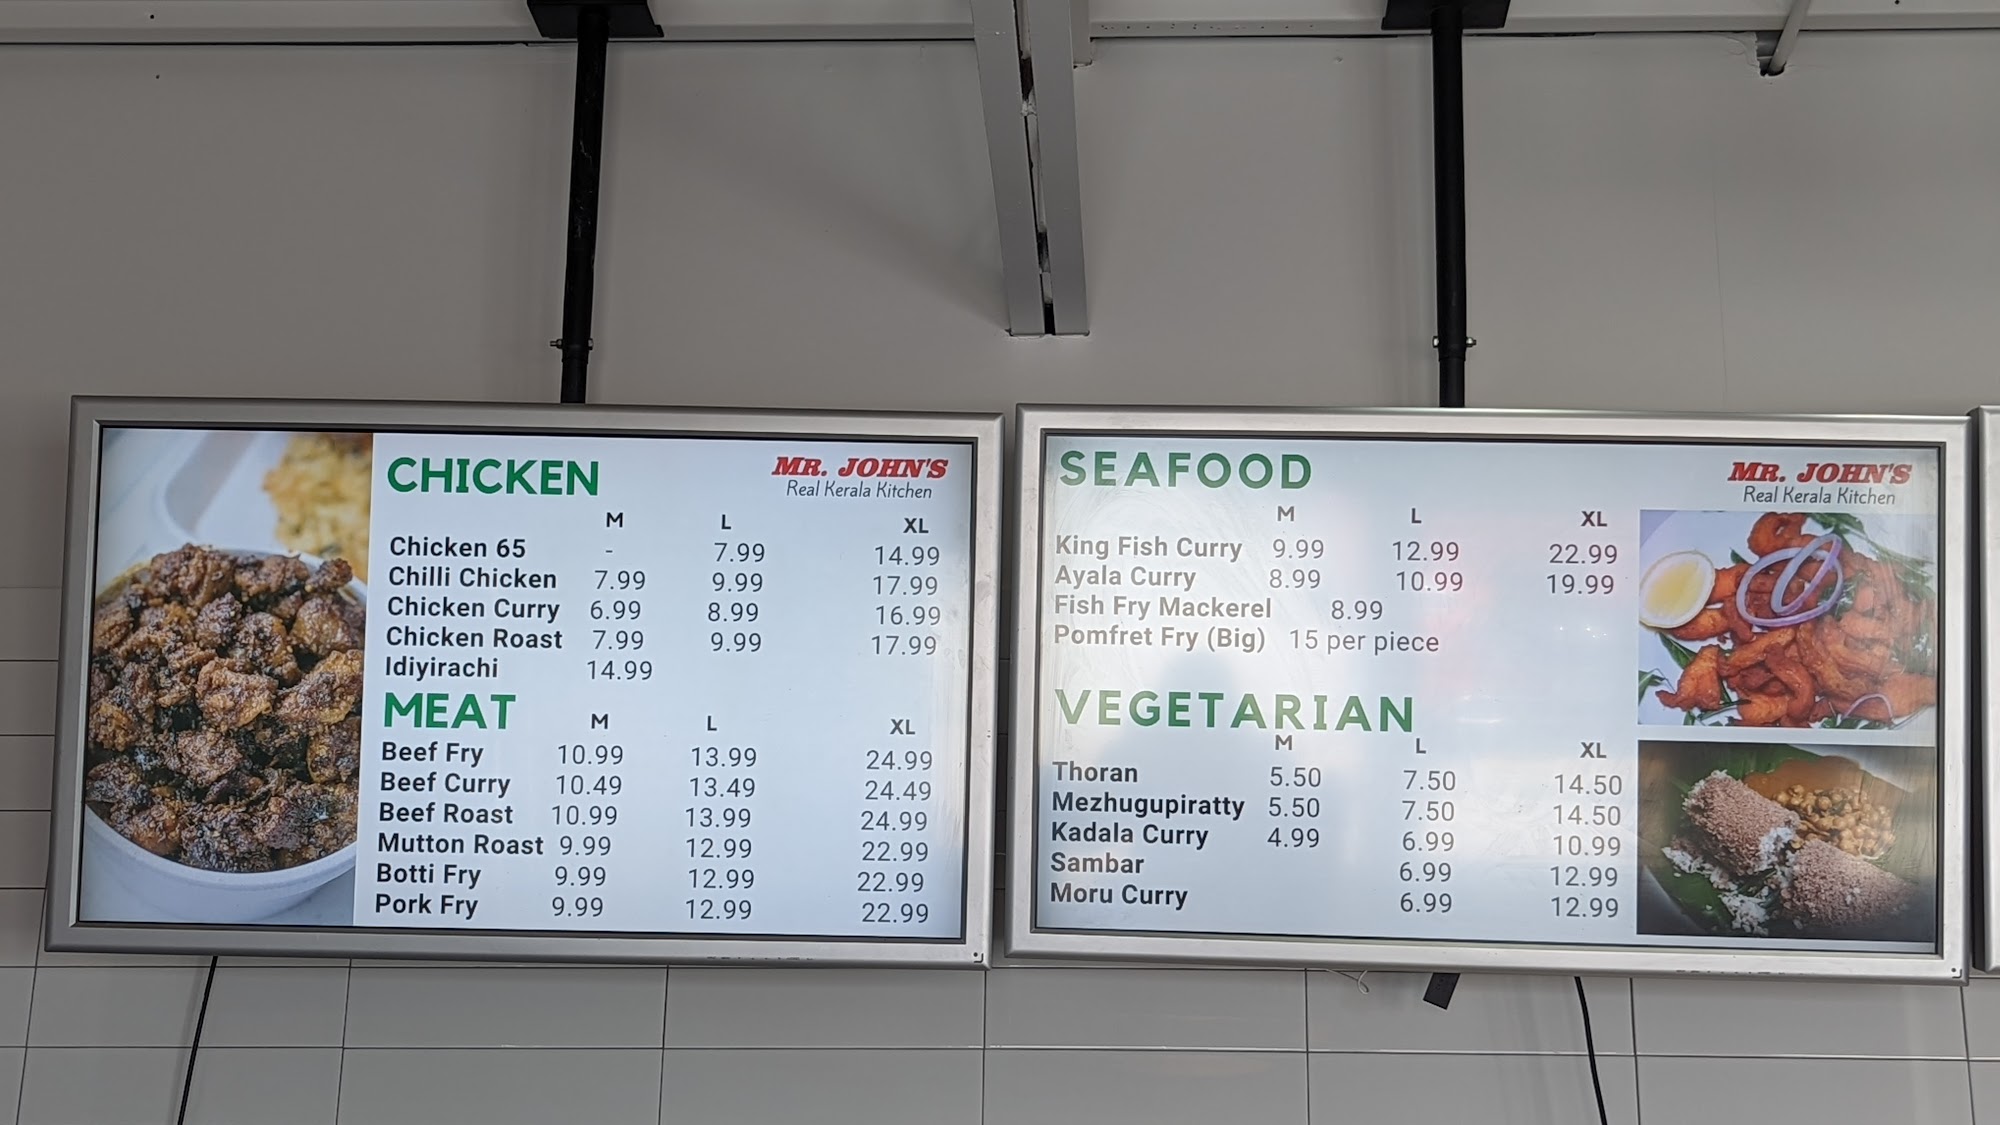 CHICKEN
MR. JOHN'S
Real Kerala Kitchen
M L XL
Chicken 65 - 7.99 14.99
Chilli Chicken 7.99 9.99 17.99
Chicken Curry 6.99 8.99 16.99
Chicken Roast 7.99 9.99 17.99
Idiyirachi 14.99
MEAT
M L XL
Beef Fry 10.99 13.99 24.99
Beef Curry 10.49 13.49 24.49
Beef Roast 10.99 13.99 24.99
Mutton Roast 9.99 12.99 22.99
Botti Fry 9.99 12.99 22.99
Pork Fry 9.99 12.99 22.99
SEAFOOD
MR. JOHN'S
Real Kerala Kitchen
M L XL
King Fish Curry 9.99 12.99 22.99
Ayala Curry 8.99 10.99 19.99
Fish Fry Mackerel 8.99
Pomfret Fry (Big) 15 per piece
VEGETARIAN
M L XL
Thoran 5.50 7.50 14.50
Mezhugupiratty 5.50 7.50 14.50
Kadala Curry 4.99 6.99 10.99
Sambar 6.99 12.99
Moru Curry 6.99 12.99